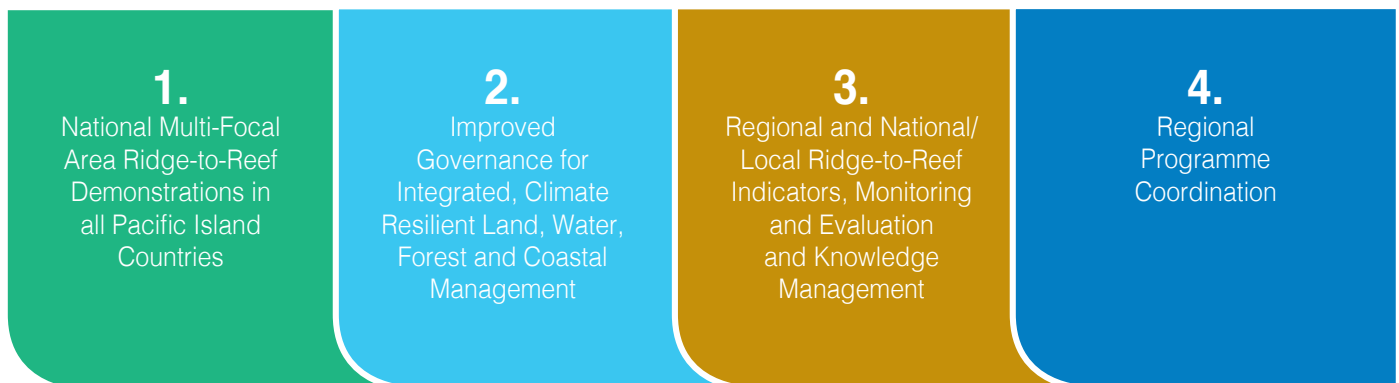 1.
National Multi-Focal
Area Ridge-to-Reef
Demonstrations in
all Pacific Island
Countries
2.
Improved
Governance for
Integrated, Climate
Resilient Land, Water,
Forest and Coastal
Management
3.
Regional and National/
Local Ridge-to-Reef
Indicators, Monitoring
and Evaluation
and Knowledge
Management
4.
Regional
Programme
Coordination